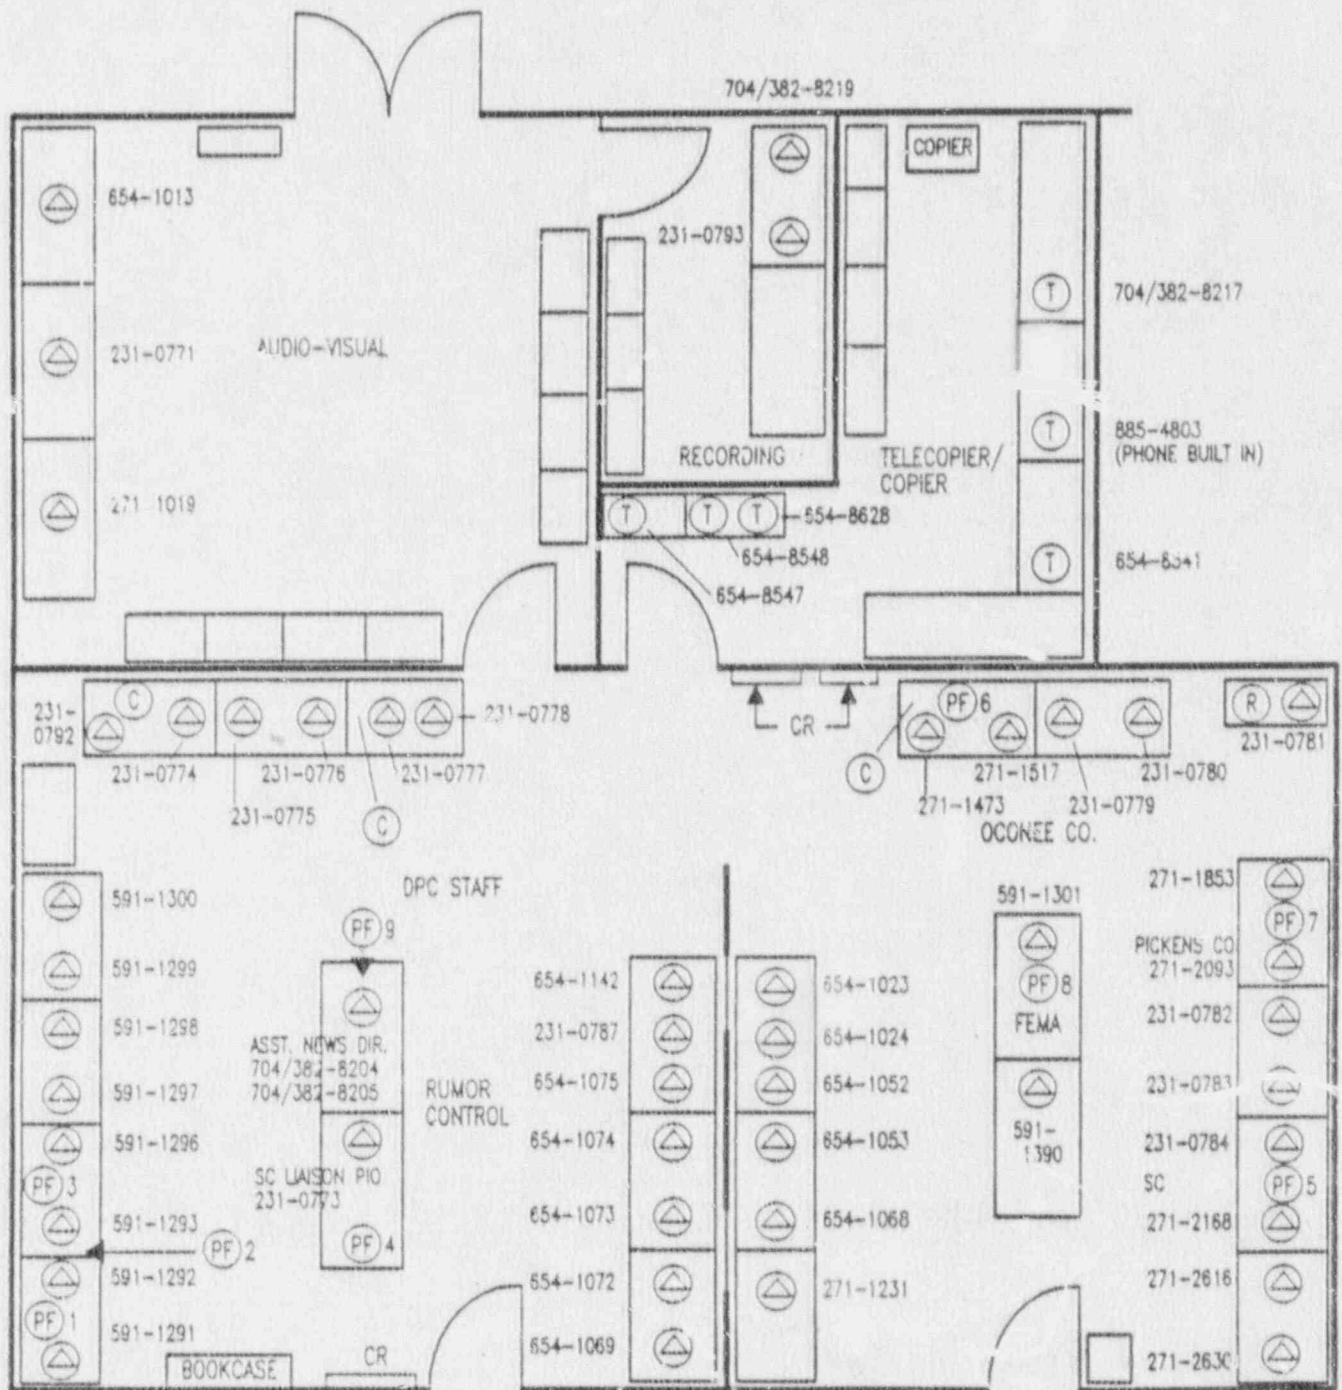 704/382-8219
COPIER
654-1013
231-0793
704/382-8217
231-0771
AUDIO-VISUAL
T
T
885-4803
(PHONE BUILT IN)
RECORDING
TELECOPIER/
COPIER
271-1019
T
T
T
654-8628
654-8548
T
654-8547
231-
0792
C
231-0778
CR
PF 6
R
231-0781
231-0774
231-0776
231-0777
C
271-1517
231-0780
231-0775
C
271-1473
231-0779
OCONEE CO.
DPC STAFF
591-1300
PF 9
591-1301
271-1853
PF 7
PICKENS CO
271-2093
591-1299
654-1142
654-1023
PF 8
FEMA
591-1298
231-0787
654-1024
231-0782
ASST. NEWS DIR.
704/382-8204
704/382-8205
RUMOR
CONTROL
591-1297
654-1075
654-1052
231-0783
591-1296
654-1074
654-1053
591-
1390
231-0784
PF 3
SC LIAISON PIO
231-0773
SC
PF 5
591-1293
654-1073
654-1068
271-2168
PF 2
PF 4
591-1292
654-1072
271-1231
271-2616
PF 1
591-1291
654-1069
BOOKCASE
CR